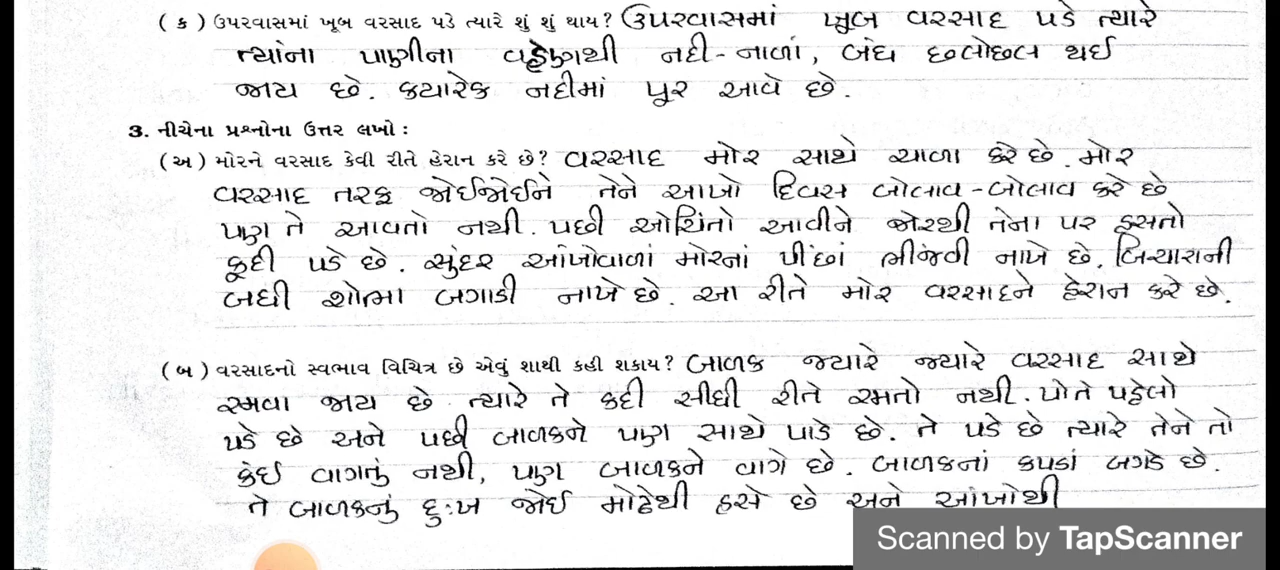 (ક) ઉપરવાસમાં ખૂબ વરસાદ પડે ત્યારે શું શું થાય? ઉપરવાસમાં ખુબ વરસાદ પડે ત્યારે
ત્યાંના પાણીના વહેણથી નદી-નાળાં, બંધ છલોછલ થઈ
જાય છે. કયારેક નદીમાં પૂર આવે છે.
3. નીચેના પ્રશ્નોના ઉત્તર લખો :
(અ) મોરને વરસાદ કેવી રીતે હેરાન કરે છે? વરસાદ મોર સાથે ચાળા કરે છે. મોર
વરસાદ તરફ જોઈજોઈને તેને આખો દિવસ બોલાવ-બોલાવ કરે છે
પણ તે આવતો નથી. પછી ઓચિંતો આવીને જોરથી તેના પર હસતો
કૂદી પડે છે. સુંદર આંખોવાળાં મોરનાં પીંછાં ભીંજવી નાખે છે. બિચારાની
બધી શોભા બગાડી નાખે છે. આ રીતે મોર વરસાદને હેરાન કરે છે.
(બ) વરસાદનો સ્વભાવ વિચિત્ર છે એવું શાથી કહી શકાય? બાળક જ્યારે જ્યારે વરસાદ સાથે
રમવા જાય છે ત્યારે તે કદી સીધી રીતે રમતો નથી. પોતે પહેલો
પડે છે અને પછી બાળકને પણ સાથે પાડે છે. તે પડે છે ત્યારે તેને તો
કંઈ વાગતું નથી, પણ બાળકને વાગે છે. બાળકનાં કપડાં બગડે છે.
તે બાળકનું દુઃખ જોઈ મોઢેથી હસે છે અને આંખોથી
Scanned by TapScanner